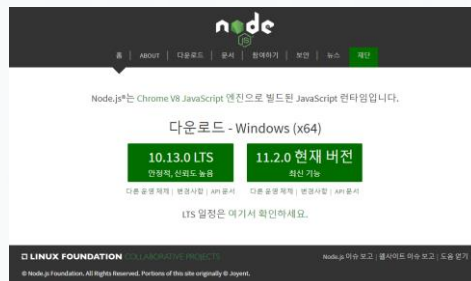 node
JS
홈 | ABOUT | 다운로드 | 문서 | 참여하기 | 보안 | 뉴스 | 재단
Node.js®는 Chrome V8 JavaScript 엔진으로 빌드된 JavaScript 런타임입니다.
다운로드 - Windows (x64)
10.13.0 LTS
안정적, 신뢰도 높음
11.2.0 현재 버전
최신 기능
다른 운영 체제 | 변경사항 | API 문서
다른 운영 체제 | 변경사항 | API 문서
LTS 일정은 여기서 확인하세요.
LINUX FOUNDATION COLLABORATIVE PROJECTS
Node.js 이슈 보고 | 웹사이트 이슈 보고 | 도움 얻기
© Node.js Foundation. All Rights Reserved. Portions of this site originally © Joyent.